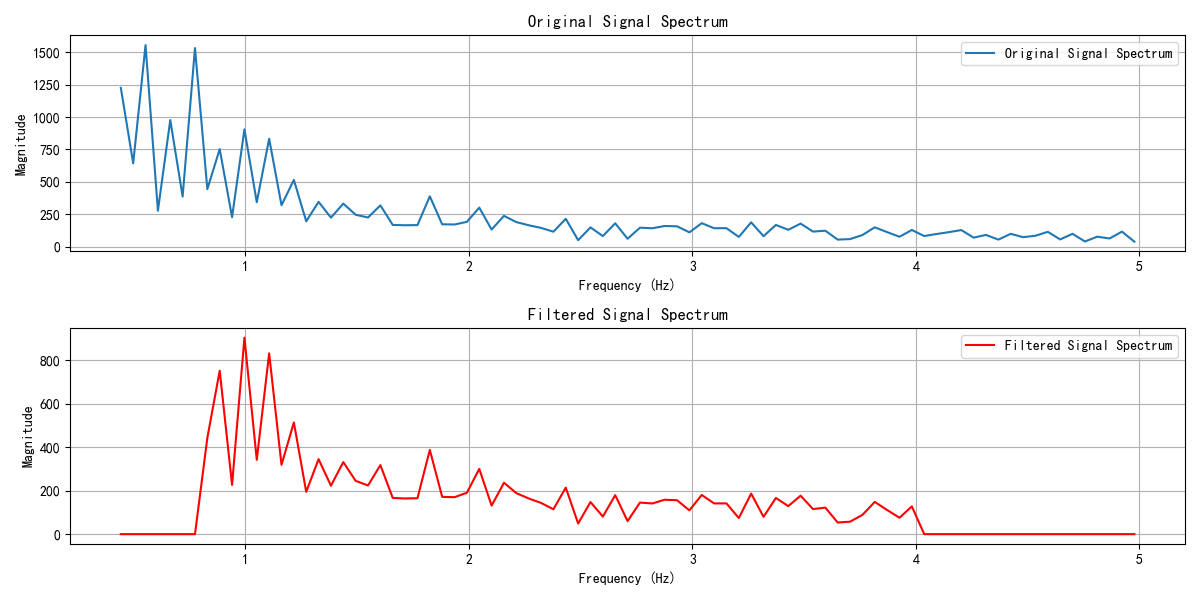 Original Signal Spectrum
Original Signal Spectrum
1500
1250
1000
750
500
250
0
Magnitude
1 2 3 4 5
Frequency (Hz)
Filtered Signal Spectrum
Filtered Signal Spectrum
800
600
400
200
0
Magnitude
1 2 3 4 5
Frequency (Hz)